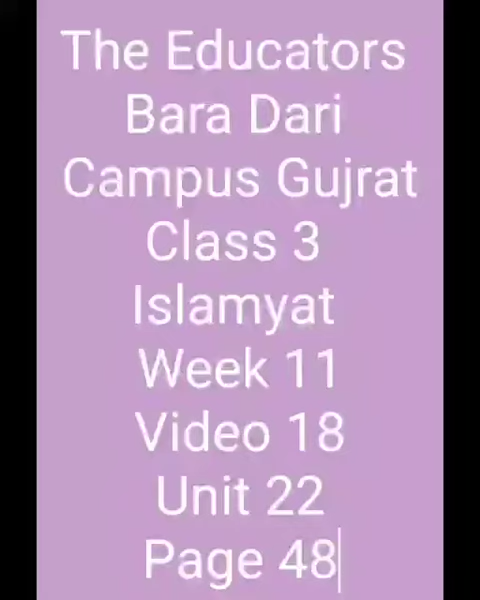 The Educators
Bara Dari
Campus Gujrat
Class 3
Islamyat
Week 11
Video 18
Unit 22
Page 48